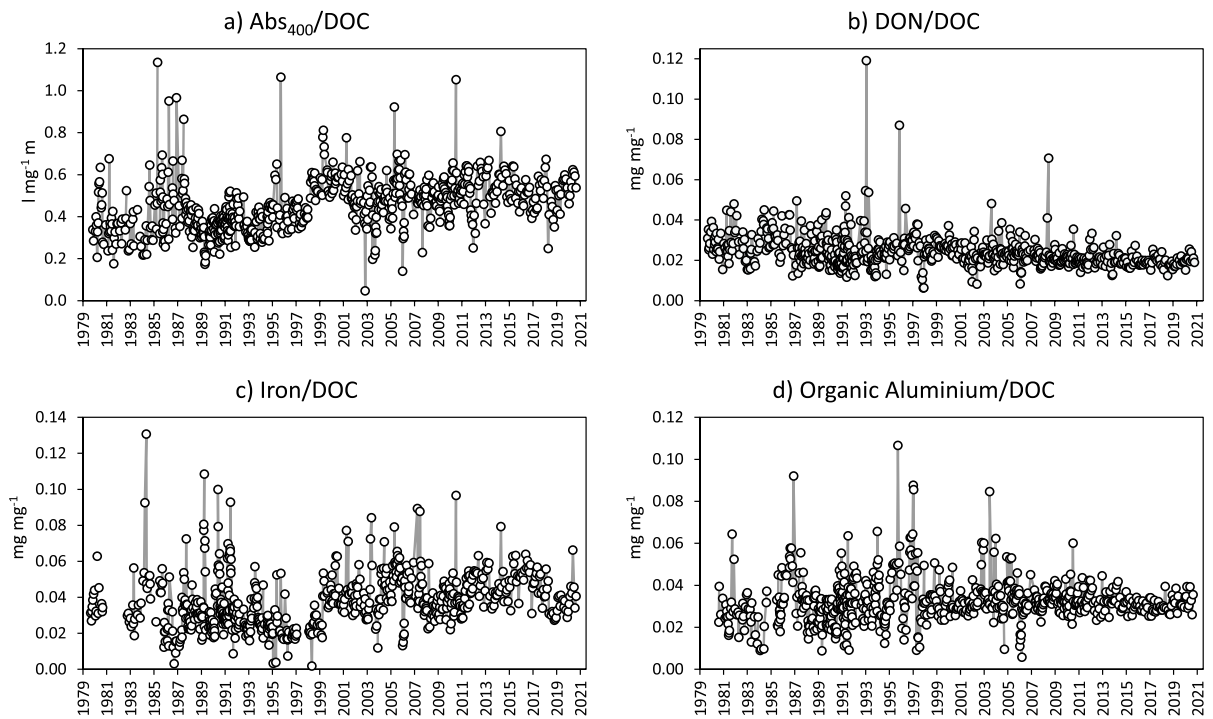 a) Abs400/DOC
l mg-1 m
1.2
1.0
0.8
0.6
0.4
0.2
0.0
1979 1981 1983 1985 1987 1989 1991 1993 1995 1997 1999 2001 2003 2005 2007 2009 2011 2013 2015 2017 2019 2021
b) DON/DOC
mg mg-1
0.12
0.10
0.08
0.06
0.04
0.02
0.00
1979 1981 1983 1985 1987 1989 1991 1993 1995 1997 1999 2001 2003 2005 2007 2009 2011 2013 2015 2017 2019 2021
c) Iron/DOC
mg mg-1
0.14
0.12
0.10
0.08
0.06
0.04
0.02
0.00
1979 1981 1983 1985 1987 1989 1991 1993 1995 1997 1999 2001 2003 2005 2007 2009 2011 2013 2015 2017 2019 2021
d) Organic Aluminium/DOC
mg mg-1
0.12
0.10
0.08
0.06
0.04
0.02
0.00
1979 1981 1983 1985 1987 1989 1991 1993 1995 1997 1999 2001 2003 2005 2007 2009 2011 2013 2015 2017 2019 2021